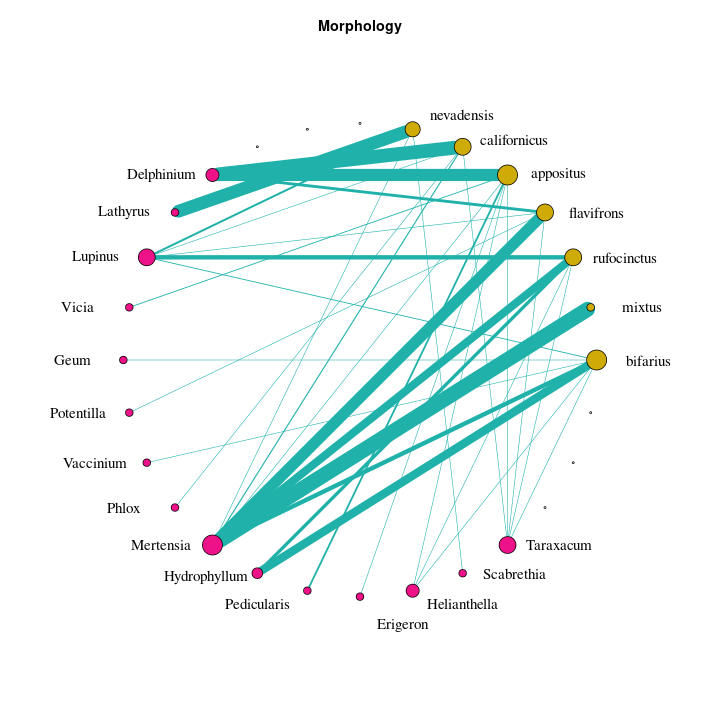 Morphology
nevadensis
californicus
Delphinium
appositus
Lathyrus
flavifrons
Lupinus
rufocinctus
Vicia
mixtus
Geum
bifarius
Potentilla
Vaccinium
Phlox
Mertensia
Taraxacum
Hydrophyllum
Scabrethia
Pedicularis
Helianthella
Erigeron